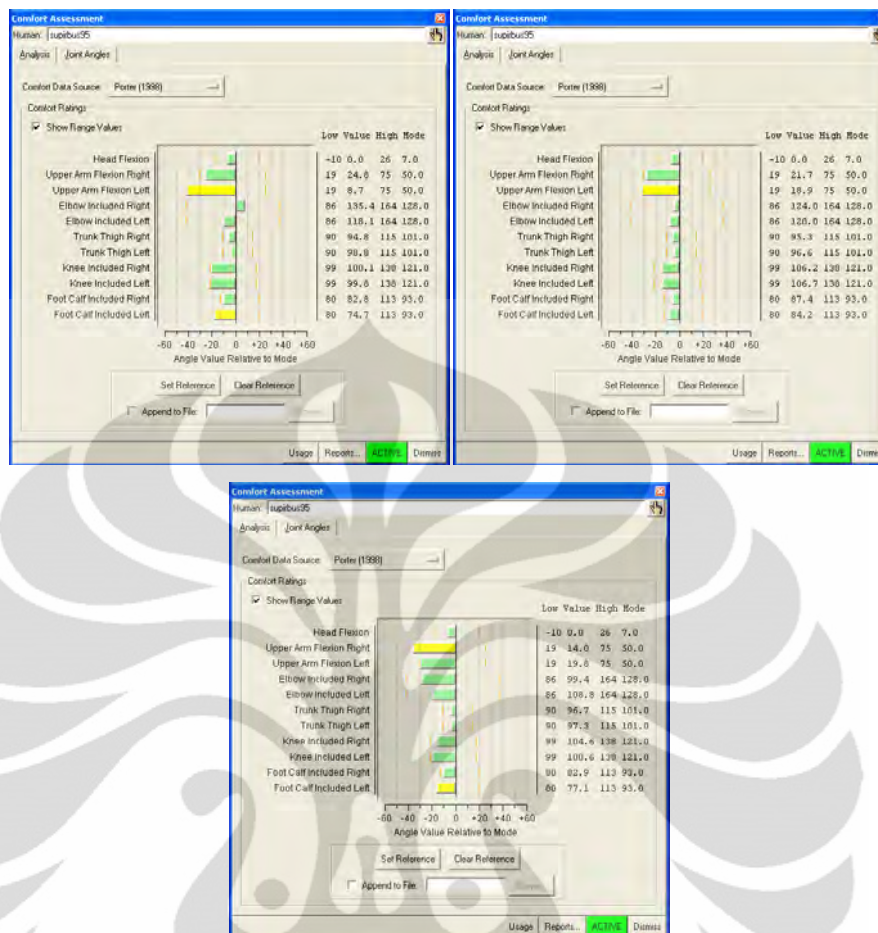 Comfort Assessment
Human: supirbus95
Analysis Joint Angles
Comfort Data Source: Porter (1998)
Comfort Ratings
Show Range Values
Low Value High Mode
Head Flexion -10 0.0 26 7.0
Upper Arm Flexion Right 19 24.8 75 50.0
Upper Arm Flexion Left 19 8.7 75 50.0
Elbow Included Right 86 135.4 164 128.0
Elbow Included Left 86 118.1 164 128.0
Trunk Thigh Right 90 94.8 115 101.0
Trunk Thigh Left 90 98.8 115 101.0
Knee Included Right 99 100.1 138 121.0
Knee Included Left 99 99.8 138 121.0
Foot Calf Included Right 80 82.8 113 93.0
Foot Calf Included Left 80 74.7 113 93.0
-60 -40 -20 0 +20 +40 +60
Angle Value Relative to Mode
Set Reference Clear Reference
Append to File:
Usage Reports... ACTIVE Dismiss
Comfort Assessment
Human: supirbus95
Analysis Joint Angles
Comfort Data Source: Porter (1998)
Comfort Ratings
Show Range Values
Low Value High Mode
Head Flexion -10 0.0 26 7.0
Upper Arm Flexion Right 19 21.7 75 50.0
Upper Arm Flexion Left 19 18.9 75 50.0
Elbow Included Right 86 124.0 164 128.0
Elbow Included Left 86 128.0 164 128.0
Trunk Thigh Right 90 95.3 115 101.0
Trunk Thigh Left 90 96.6 115 101.0
Knee Included Right 99 106.2 138 121.0
Knee Included Left 99 106.7 138 121.0
Foot Calf Included Right 80 87.4 113 93.0
Foot Calf Included Left 80 84.2 113 93.0
-60 -40 -20 0 +20 +40 +60
Angle Value Relative to Mode
Set Reference Clear Reference
Append to File:
Usage Reports... ACTIVE
Comfort Assessment
Human: supirbus95
Analysis Joint Angles
Comfort Data Source: Porter (1998)
Comfort Ratings
Show Range Values
Low Value High Mode
Head Flexion -10 0.0 26 7.0
Upper Arm Flexion Right 19 14.0 75 50.0
Upper Arm Flexion Left 19 19.8 75 50.0
Elbow Included Right 86 99.4 164 128.0
Elbow Included Left 86 108.8 164 128.0
Trunk Thigh Right 90 96.7 115 101.0
Trunk Thigh Left 90 97.3 115 101.0
Knee Included Right 99 104.6 138 121.0
Knee Included Left 99 100.6 138 121.0
Foot Calf Included Right 80 82.9 113 93.0
Foot Calf Included Left 80 77.1 113 93.0
-60 -40 -20 0 +20 +40 +60
Angle Value Relative to Mode
Set Reference Clear Reference
Append to File:
Usage Reports... ACTIVE Dismiss